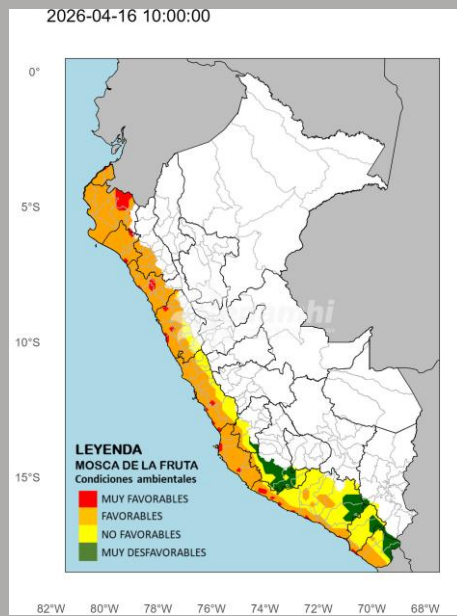 2026-04-16 10:00:00
0°
5°S
10°S
15°S
senamhi
LEYENDA
MOSCA DE LA FRUTA
Condiciones ambientales
MUY FAVORABLES
FAVORABLES
NO FAVORABLES
MUY DESFAVORABLES
82°W 80°W 78°W 76°W 74°W 72°W 70°W 68°W